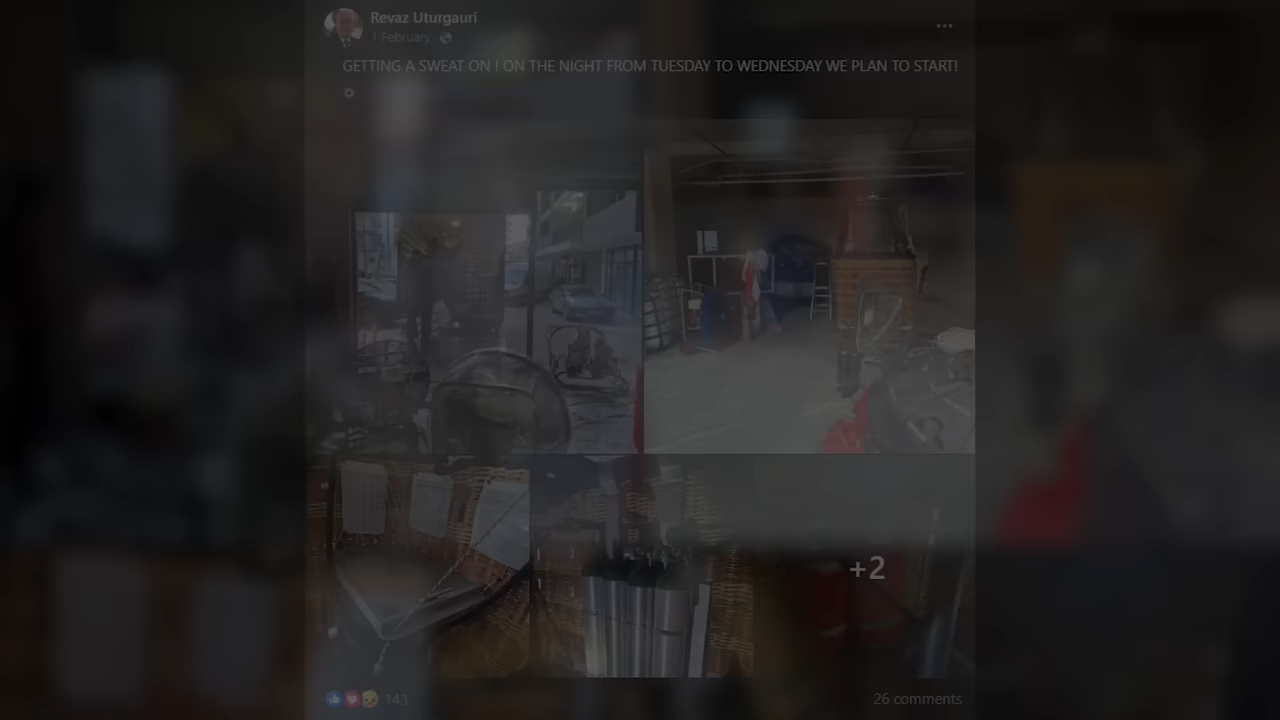 Revaz Uturgauri
1 February
GETTING A SWEAT ON ! ON THE NIGHT FROM TUESDAY TO WEDNESDAY WE PLAN TO START!
+2
143
26 comments